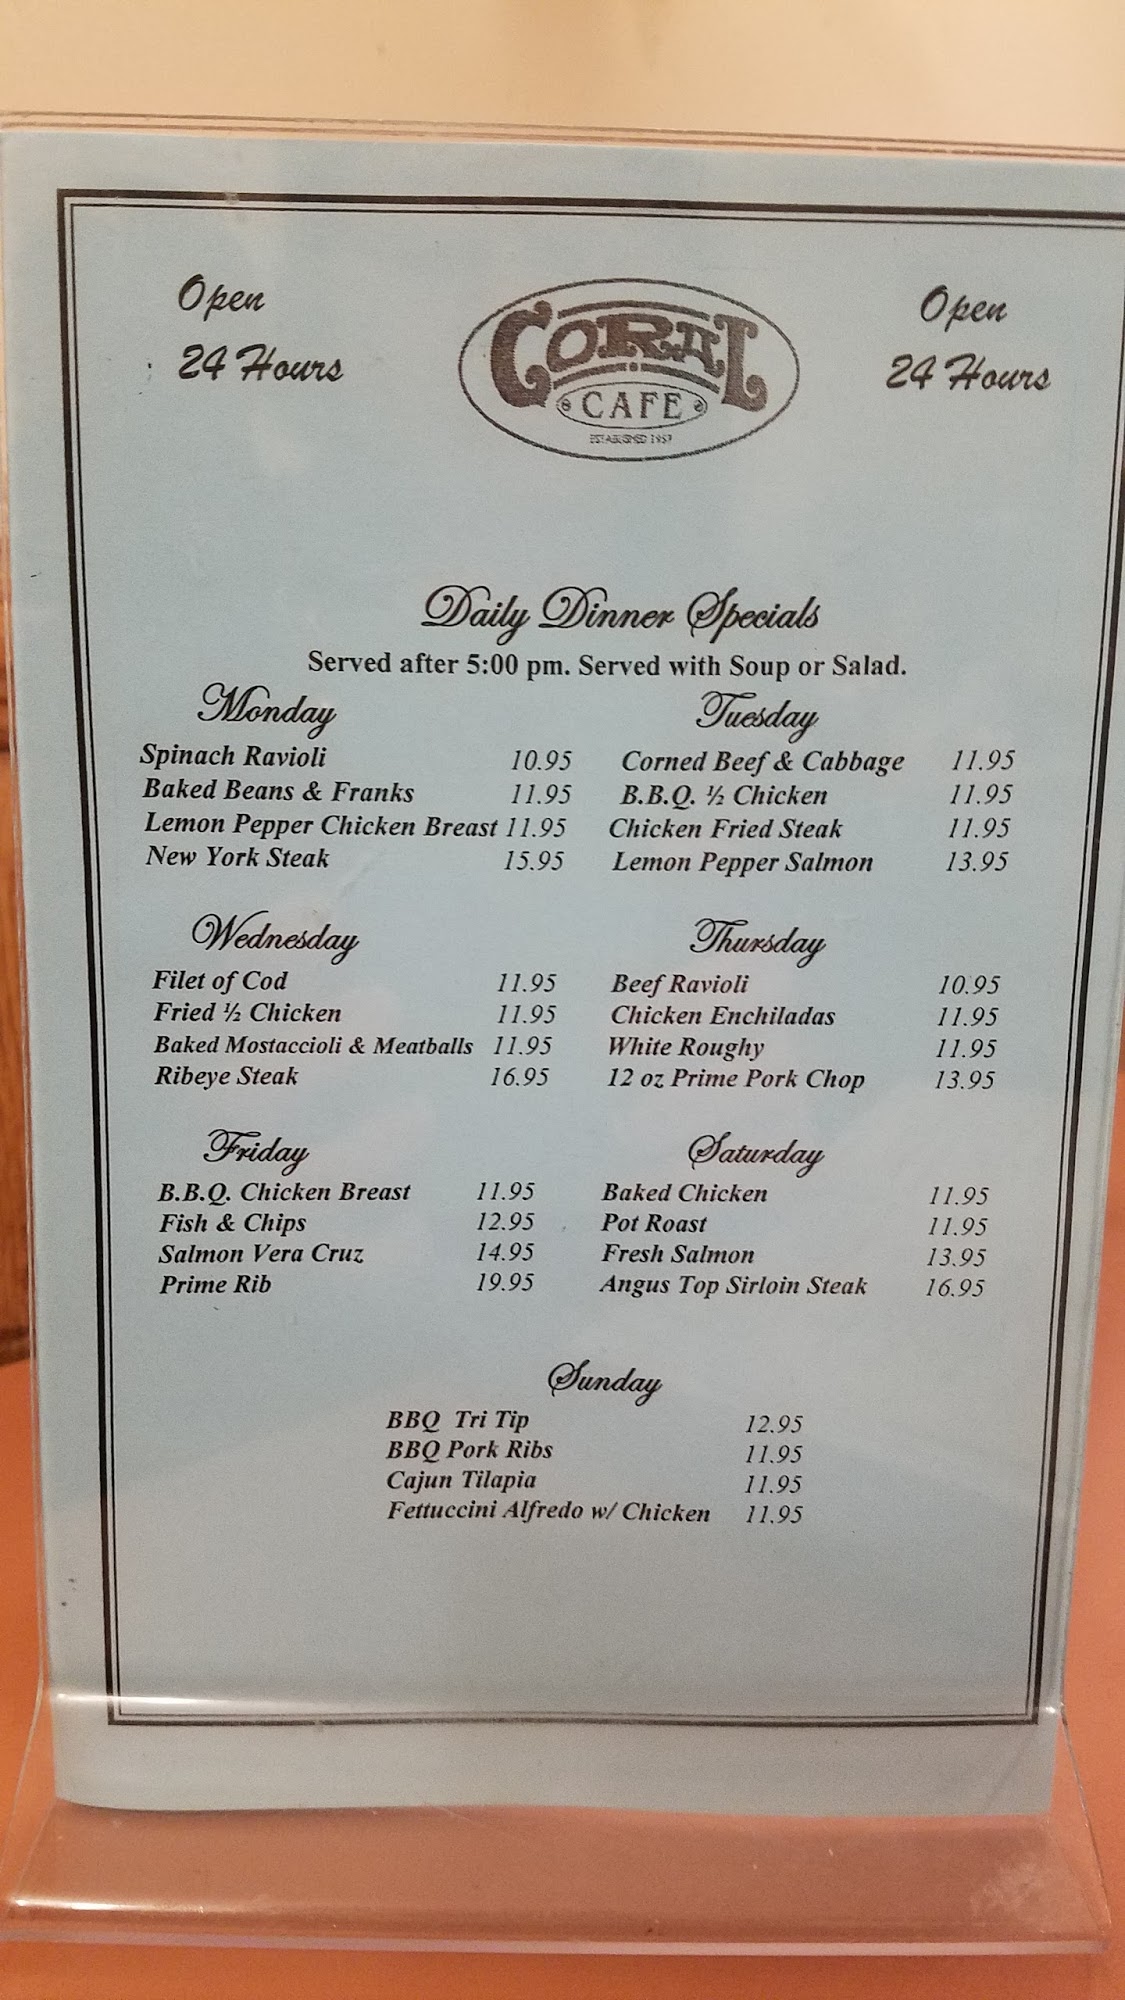 Open
24 Hours
CORAL
CAFE
ESTABLISHED 1957
Open
24 Hours
Daily Dinner Specials
Served after 5:00 pm. Served with Soup or Salad.
Monday
Spinach Ravioli 10.95
Baked Beans & Franks 11.95
Lemon Pepper Chicken Breast 11.95
New York Steak 15.95
Tuesday
Corned Beef & Cabbage 11.95
B.B.Q. ½ Chicken 11.95
Chicken Fried Steak 11.95
Lemon Pepper Salmon 13.95
Wednesday
Filet of Cod 11.95
Fried ½ Chicken 11.95
Baked Mostaccioli & Meatballs 11.95
Ribeye Steak 16.95
Thursday
Beef Ravioli 10.95
Chicken Enchiladas 11.95
White Roughy 11.95
12 oz Prime Pork Chop 13.95
Friday
B.B.Q. Chicken Breast 11.95
Fish & Chips 12.95
Salmon Vera Cruz 14.95
Prime Rib 19.95
Saturday
Baked Chicken 11.95
Pot Roast 11.95
Fresh Salmon 13.95
Angus Top Sirloin Steak 16.95
Sunday
BBQ Tri Tip 12.95
BBQ Pork Ribs 11.95
Cajun Tilapia 11.95
Fettuccini Alfredo w/ Chicken 11.95